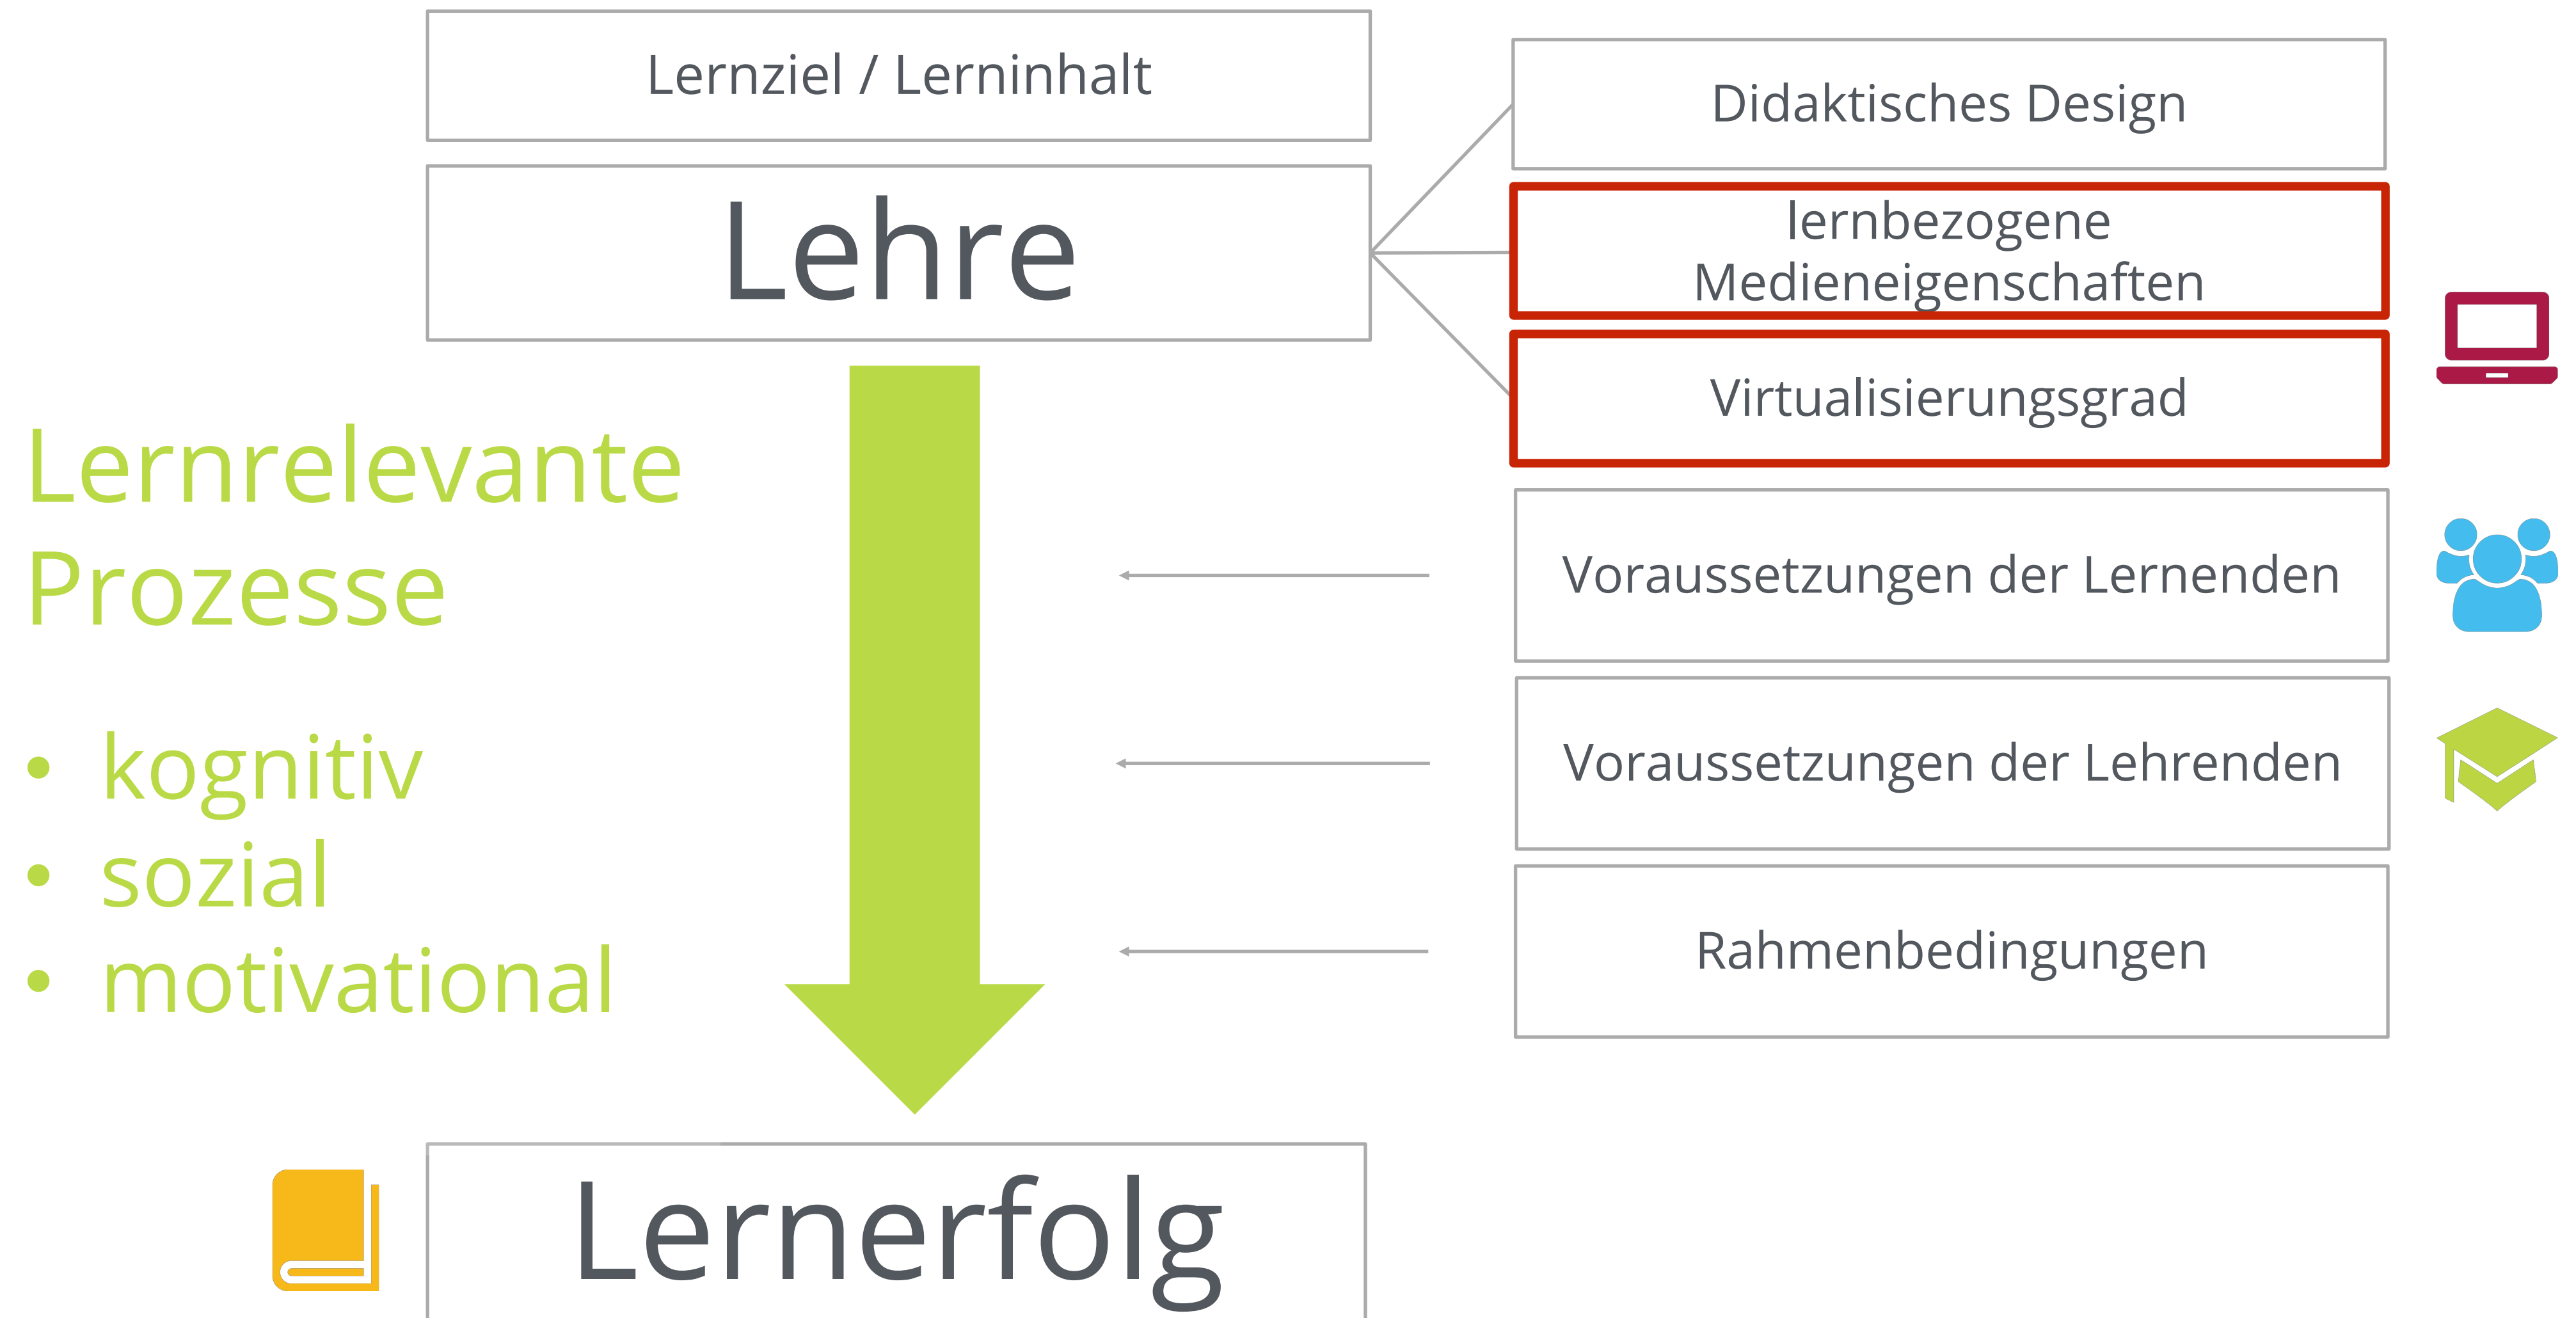 Lernziel / Lerninhalt
Lehre
Didaktisches Design
lernbezogene
Medieneigenschaften
Virtualisierungsgrad
Lernrelevante
Prozesse
• kognitiv
• sozial
• motivational
Voraussetzungen der Lernenden
Voraussetzungen der Lehrenden
Rahmenbedingungen
Lernerfolg